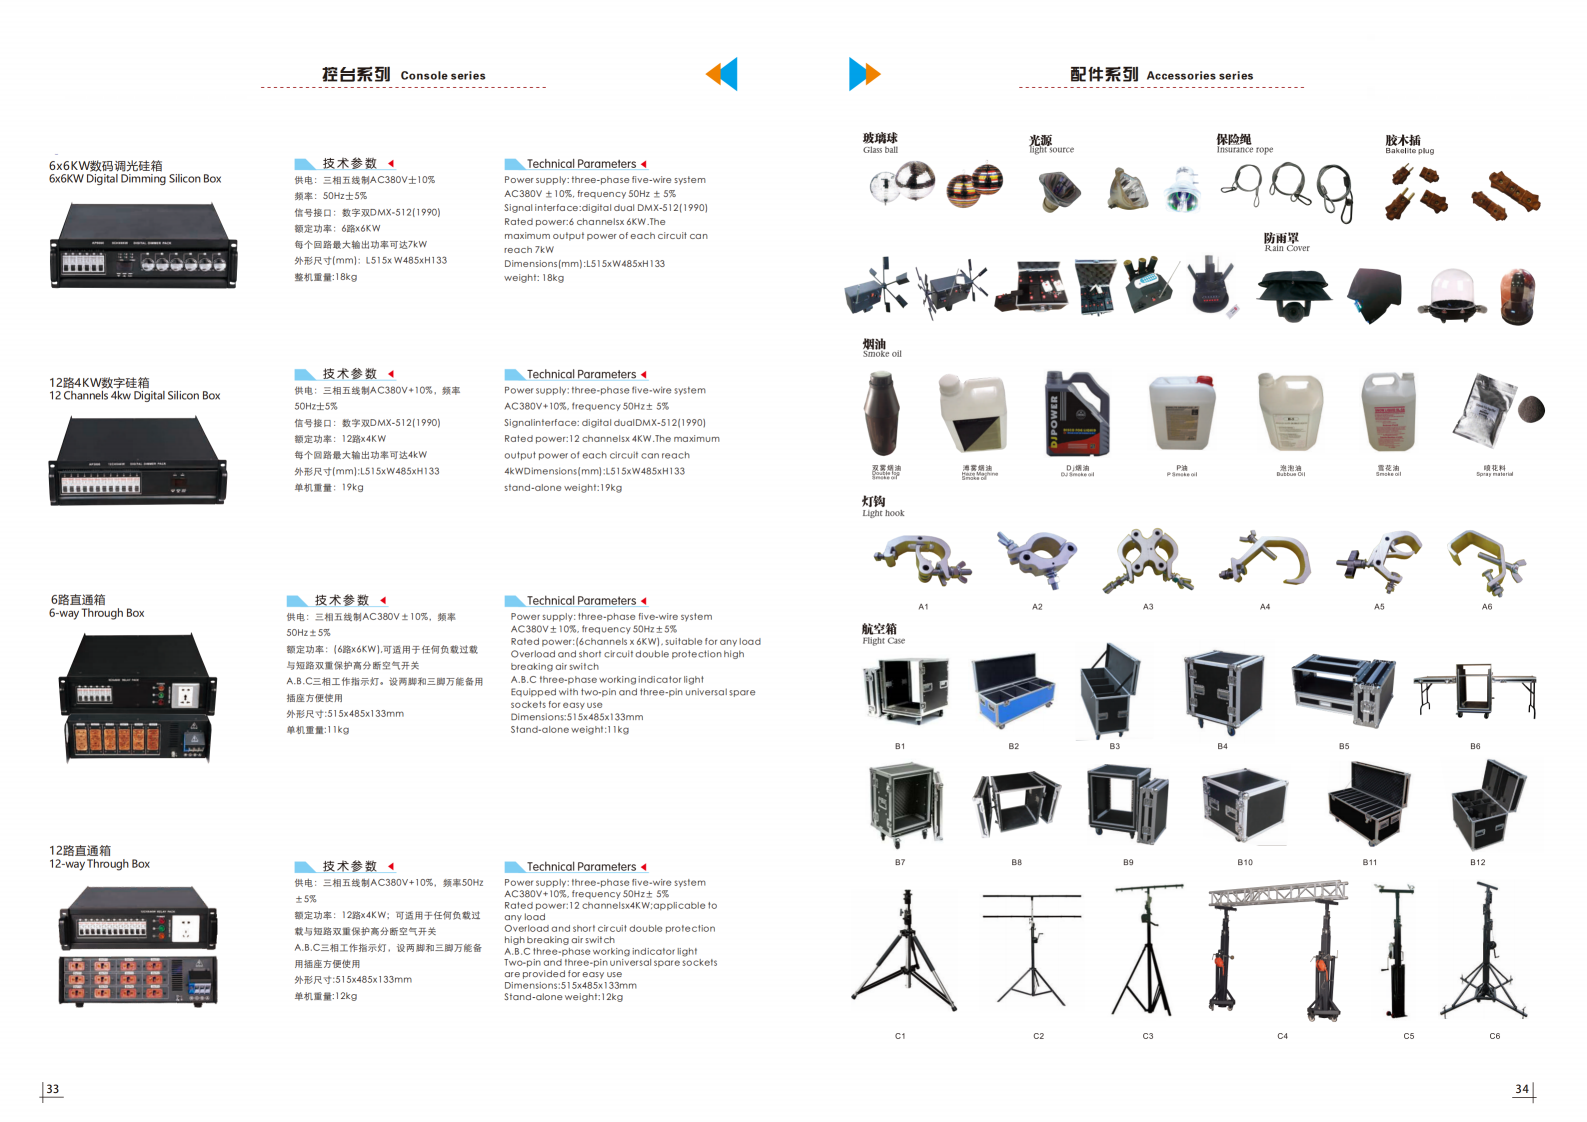 控台系列 Console series
6x6KW数码调光硅箱
6x6KW Digital Dimming Silicon Box
技术参数
供电：三相五线制AC380V±10%
频率：50Hz±5%
信号接口：数字双DMX-512(1990)
额定功率：6路x6KW
每个回路最大输出功率可达7kW
外形尺寸(mm)：L515xW485xH133
整机重量:18kg
Technical Parameters
Power supply: three-phase five-wire system
AC380V ±10%, frequency 50Hz ± 5%
Signal interface:digital dual DMX-512(1990)
Rated power:6 channelsx 6KW.The
maximum output power of each circuit can
reach 7kW
Dimensions(mm):L515xW485xH133
weight: 18kg
12路4KW数字硅箱
12 Channels 4kw Digital Silicon Box
技术参数
供电：三相五线制AC380V+10%，频率
50Hz±5%
信号接口：数字双DMX-512(1990)
额定功率：12路x4KW
每个回路最大输出功率可达4kW
外形尺寸(mm):L515xW485xH133
单机重量：19kg
Technical Parameters
Power supply: three-phase five-wire system
AC380V+10%, frequency 50Hz± 5%
Signalinterface: digital dualDMX-512(1990)
Rated power:12 channelsx 4KW.The maximum
output power of each circuit can reach
4kWDimensions(mm):L515xW485xH133
stand-alone weight:19kg
6路直通箱
6-way Through Box
技术参数
供电：三相五线制AC380V±10%，频率
50Hz±5%
额定功率：(6路x6KW),可适用于任何负载过载
与短路双重保护高分断空气开关
A.B.C三相工作指示灯。设两脚和三脚万能备用
插座方便使用
外形尺寸:515x485x133mm
单机重量:11kg
Technical Parameters
Power supply: three-phase five-wire system
AC380V±10%, frequency 50Hz±5%
Rated power:(6channels x 6KW), suitable for any load
Overload and short circuit double protection high
breaking air switch
A.B.C three-phase working indicator light
Equipped with two-pin and three-pin universal spare
sockets for easy use
Dimensions:515x485x133mm
Stand-alone weight:11kg
12路直通箱
12-way Through Box
技术参数
供电：三相五线制AC380V+10%，频率50Hz
±5%
额定功率：12路x4KW；可适用于任何负载过
载与短路双重保护高分断空气开关
A.B.C三相工作指示灯，设两脚和三脚万能备
用插座方便使用
外形尺寸:515x485x133mm
单机重量:12kg
Technical Parameters
Power supply: three-phase five-wire system
AC380V+10%, frequency 50Hz± 5%
Rated power:12 channelsx4KW;applicable to
any load
Overload and short circuit double protection
high breaking air switch
A.B.C three-phase working indicator light
Two-pin and three-pin universal spare sockets
are provided for easy use
Dimensions:515x485x133mm
Stand-alone weight:12kg
33
配件系列 Accessories series
玻璃球
Glass ball
光源
light source
保险绳
Insurance rope
胶木插
Bakelite plug
防雨罩
Rain Cover
烟油
Smoke oil
DJPOWER
双雾烟油
Double fog
Smoke oil
薄雾烟油
Haze Machine
Smoke oil
Dj烟油
DJ Smoke oil
P油
P Smoke oil
泡泡油
Bubbue Oil
雪花油
Smoke oil
喷花料
Spray material
灯钩
Light hook
A1 A2 A3 A4 A5 A6
航空箱
Flight Case
B1 B2 B3 B4 B5 B6
B7 B8 B9 B10 B11 B12
C1 C2 C3 C4 C5 C6
34